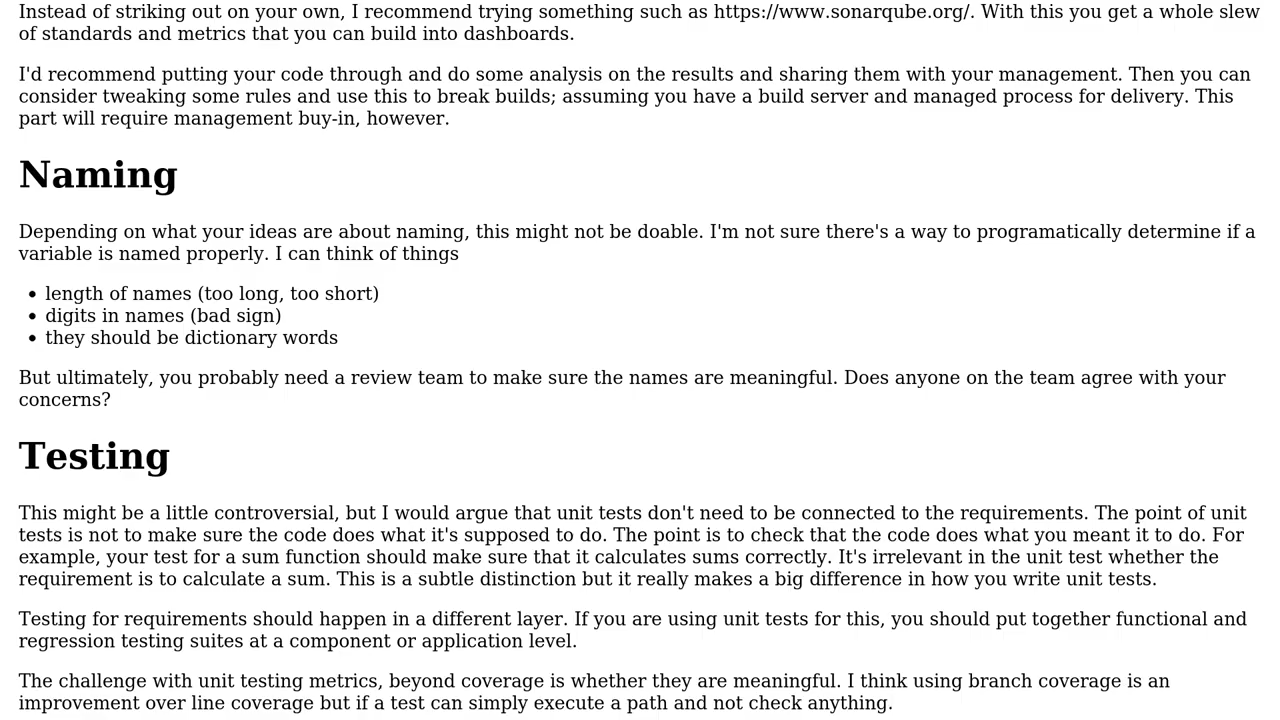 Instead of striking out on your own, I recommend trying something such as https://www.sonarqube.org/. With this you get a whole slew
of standards and metrics that you can build into dashboards.
I'd recommend putting your code through and do some analysis on the results and sharing them with your management. Then you can
consider tweaking some rules and use this to break builds; assuming you have a build server and managed process for delivery. This
part will require management buy-in, however.
Naming
Depending on what your ideas are about naming, this might not be doable. I'm not sure there's a way to programatically determine if a
variable is named properly. I can think of things
• length of names (too long, too short)
• digits in names (bad sign)
• they should be dictionary words
But ultimately, you probably need a review team to make sure the names are meaningful. Does anyone on the team agree with your
concerns?
Testing
This might be a little controversial, but I would argue that unit tests don't need to be connected to the requirements. The point of unit
tests is not to make sure the code does what it's supposed to do. The point is to check that the code does what you meant it to do. For
example, your test for a sum function should make sure that it calculates sums correctly. It's irrelevant in the unit test whether the
requirement is to calculate a sum. This is a subtle distinction but it really makes a big difference in how you write unit tests.
Testing for requirements should happen in a different layer. If you are using unit tests for this, you should put together functional and
regression testing suites at a component or application level.
The challenge with unit testing metrics, beyond coverage is whether they are meaningful. I think using branch coverage is an
improvement over line coverage but if a test can simply execute a path and not check anything.